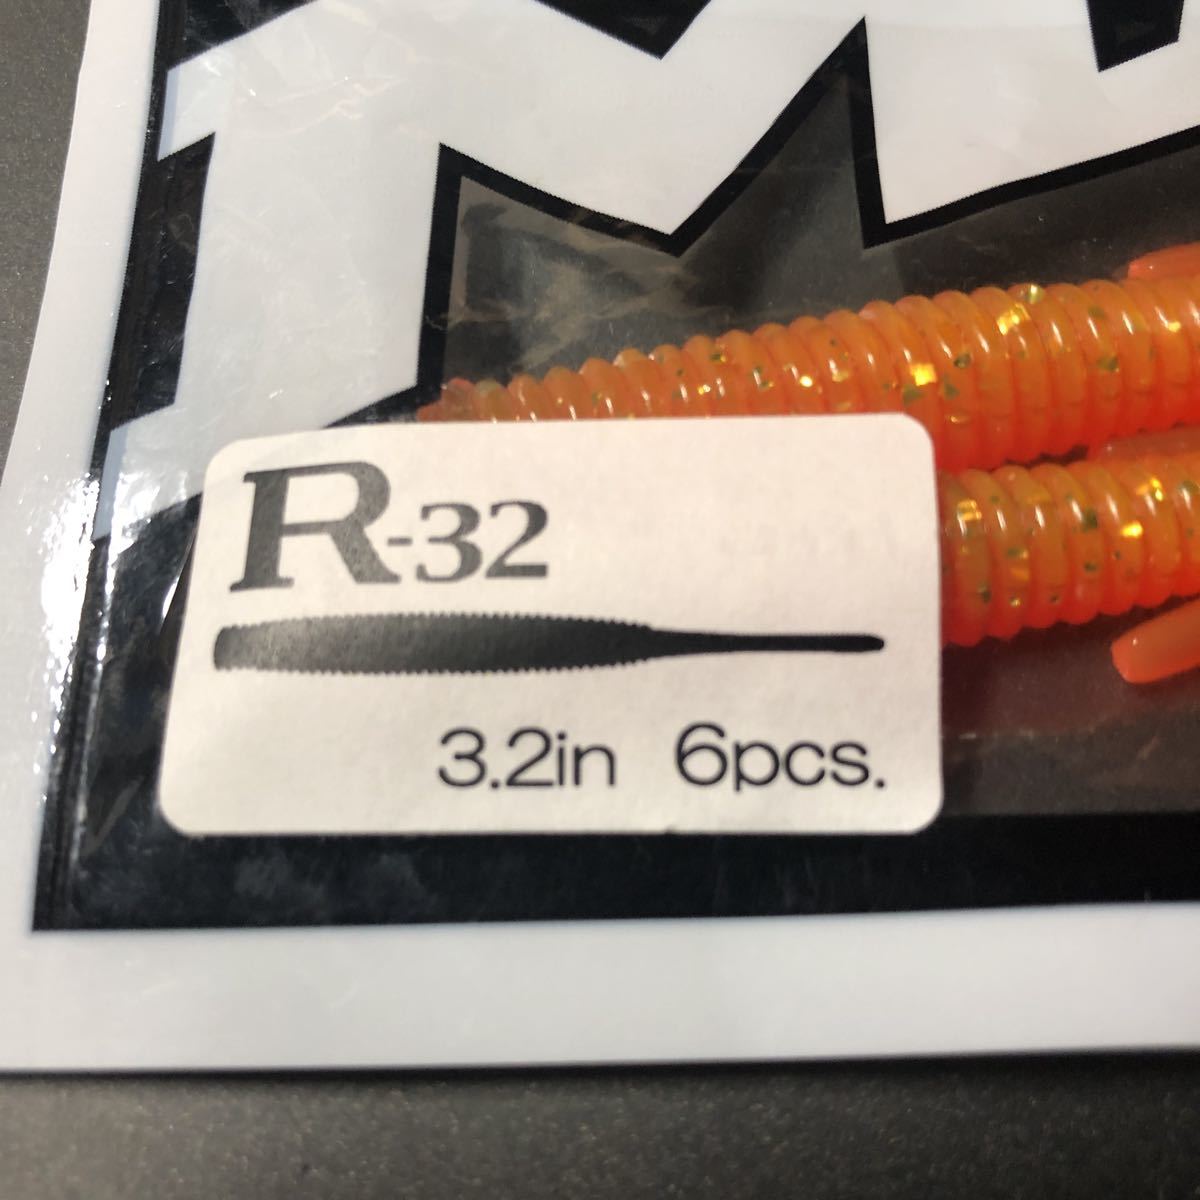 R-32
3.2in 6pcs.